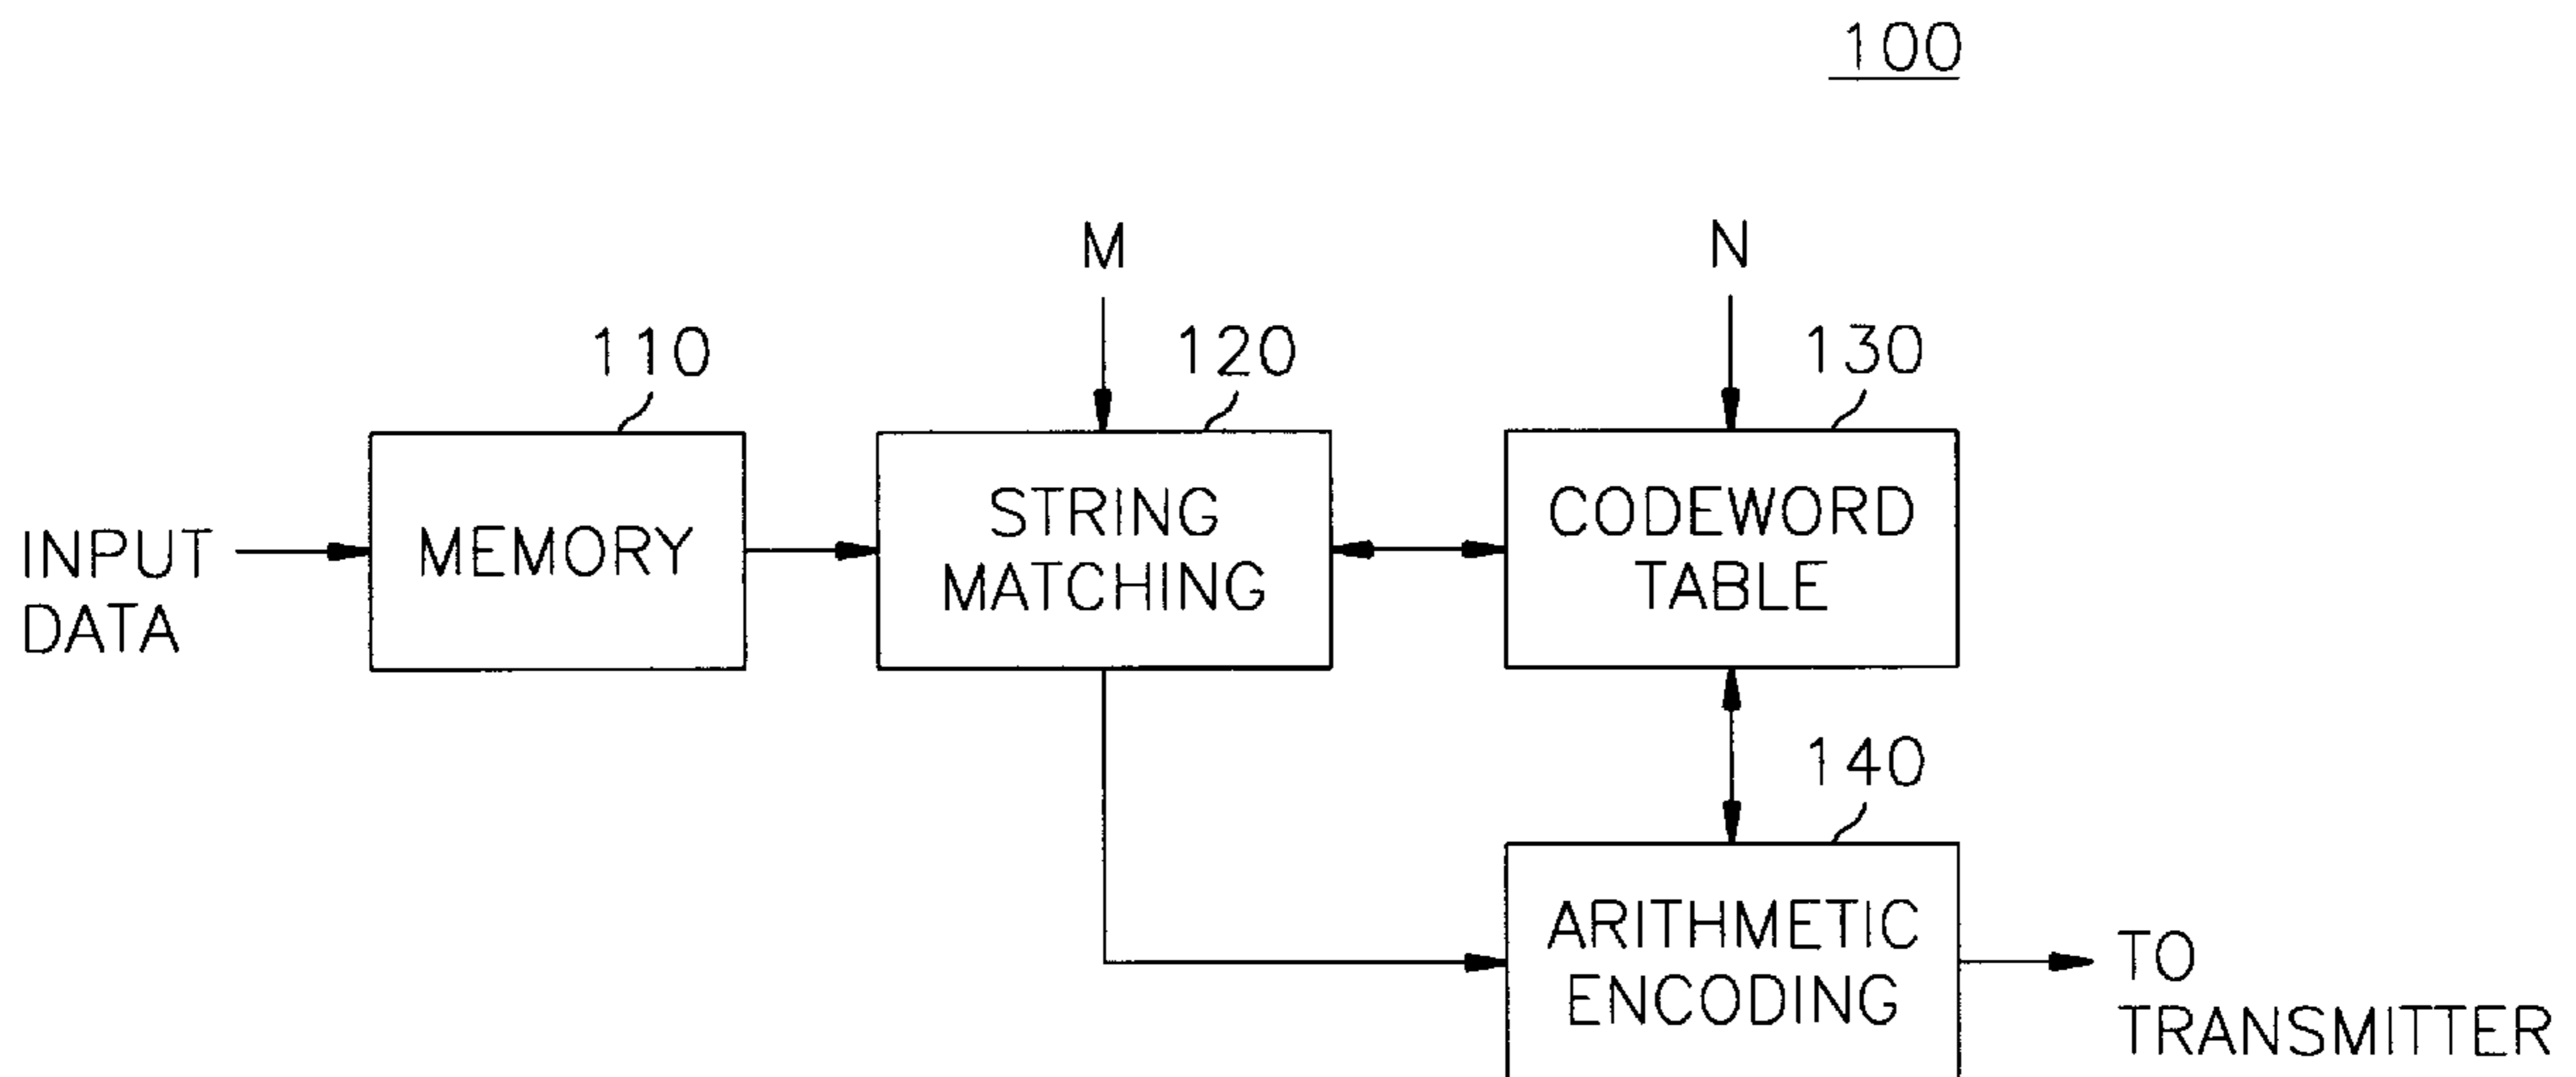 100
M
N
110
120
130
INPUT
DATA
MEMORY
STRING
MATCHING
CODEWORD
TABLE
140
ARITHMETIC
ENCODING
TO
TRANSMITTER